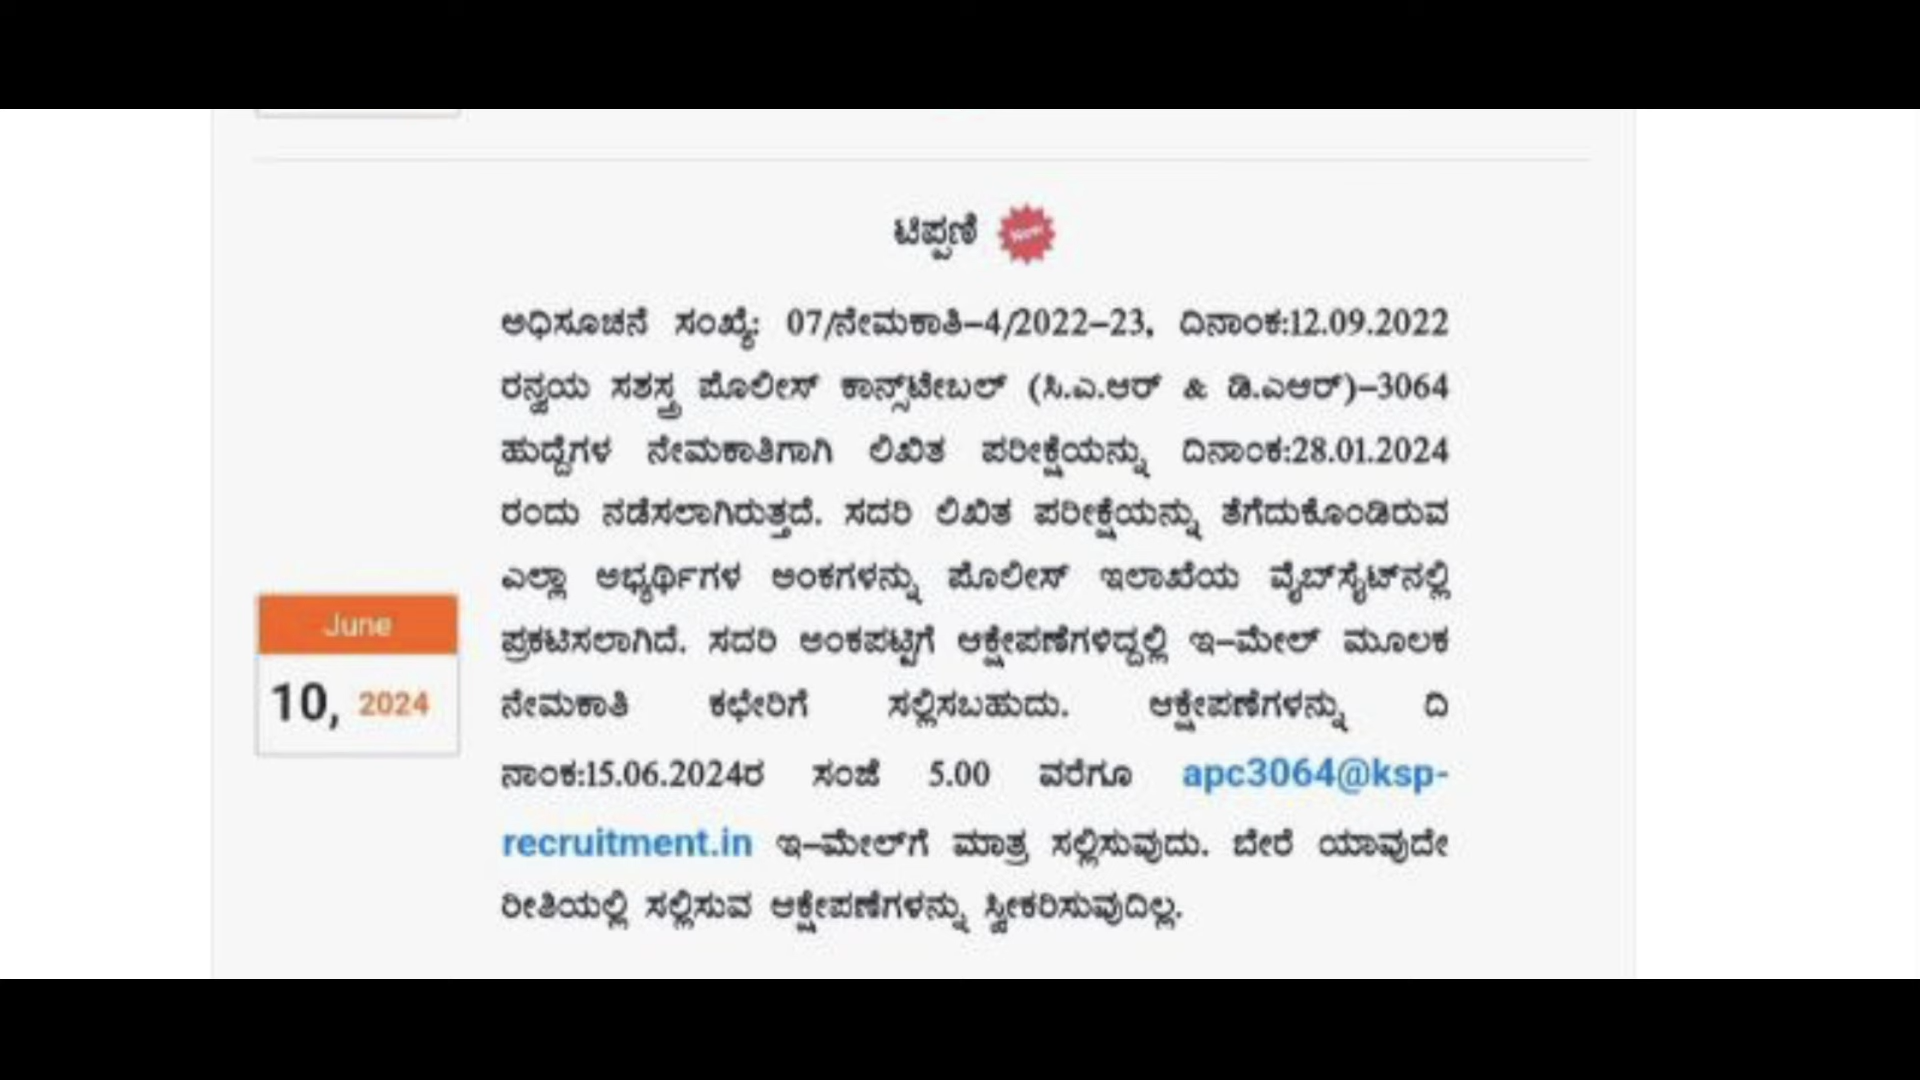 ಟಿಪ್ಪಣಿ New
ಅಧಿಸೂಚನೆ ಸಂಖ್ಯೆ: 07/ನೇಮಕಾತಿ–4/2022–23, ದಿನಾಂಕ:12.09.2022
ರನ್ವಯ ಸಶಸ್ತ್ರ ಪೊಲೀಸ್ ಕಾನ್ಸ್‌ಟೇಬಲ್ (ಸಿ.ಎ.ಆರ್ & ಡಿ.ಎಆರ್)–3064
ಹುದ್ದೆಗಳ ನೇಮಕಾತಿಗಾಗಿ ಲಿಖಿತ ಪರೀಕ್ಷೆಯನ್ನು ದಿನಾಂಕ:28.01.2024
ರಂದು ನಡೆಸಲಾಗಿರುತ್ತದೆ. ಸದರಿ ಲಿಖಿತ ಪರೀಕ್ಷೆಯನ್ನು ತೆಗೆದುಕೊಂಡಿರುವ
ಎಲ್ಲಾ ಅಭ್ಯರ್ಥಿಗಳ ಅಂಕಗಳನ್ನು ಪೊಲೀಸ್ ಇಲಾಖೆಯ ವೈಬ್‌ಸೈಟ್‌ನಲ್ಲಿ
ಪ್ರಕಟಿಸಲಾಗಿದೆ. ಸದರಿ ಅಂಕಪಟ್ಟಿಗೆ ಆಕ್ಷೇಪಣೆಗಳಿದ್ದಲ್ಲಿ ಇ–ಮೇಲ್ ಮೂಲಕ
ನೇಮಕಾತಿ ಕಛೇರಿಗೆ ಸಲ್ಲಿಸಬಹುದು. ಆಕ್ಷೇಪಣೆಗಳನ್ನು ದಿ
ನಾಂಕ:15.06.2024ರ ಸಂಜೆ 5.00 ವರೆಗೂ apc3064@ksp-
recruitment.in ಇ–ಮೇಲ್‌ಗೆ ಮಾತ್ರ ಸಲ್ಲಿಸುವುದು. ಬೇರೆ ಯಾವುದೇ
ರೀತಿಯಲ್ಲಿ ಸಲ್ಲಿಸುವ ಆಕ್ಷೇಪಣೆಗಳನ್ನು ಸ್ವೀಕರಿಸುವುದಿಲ್ಲ.
June
10, 2024